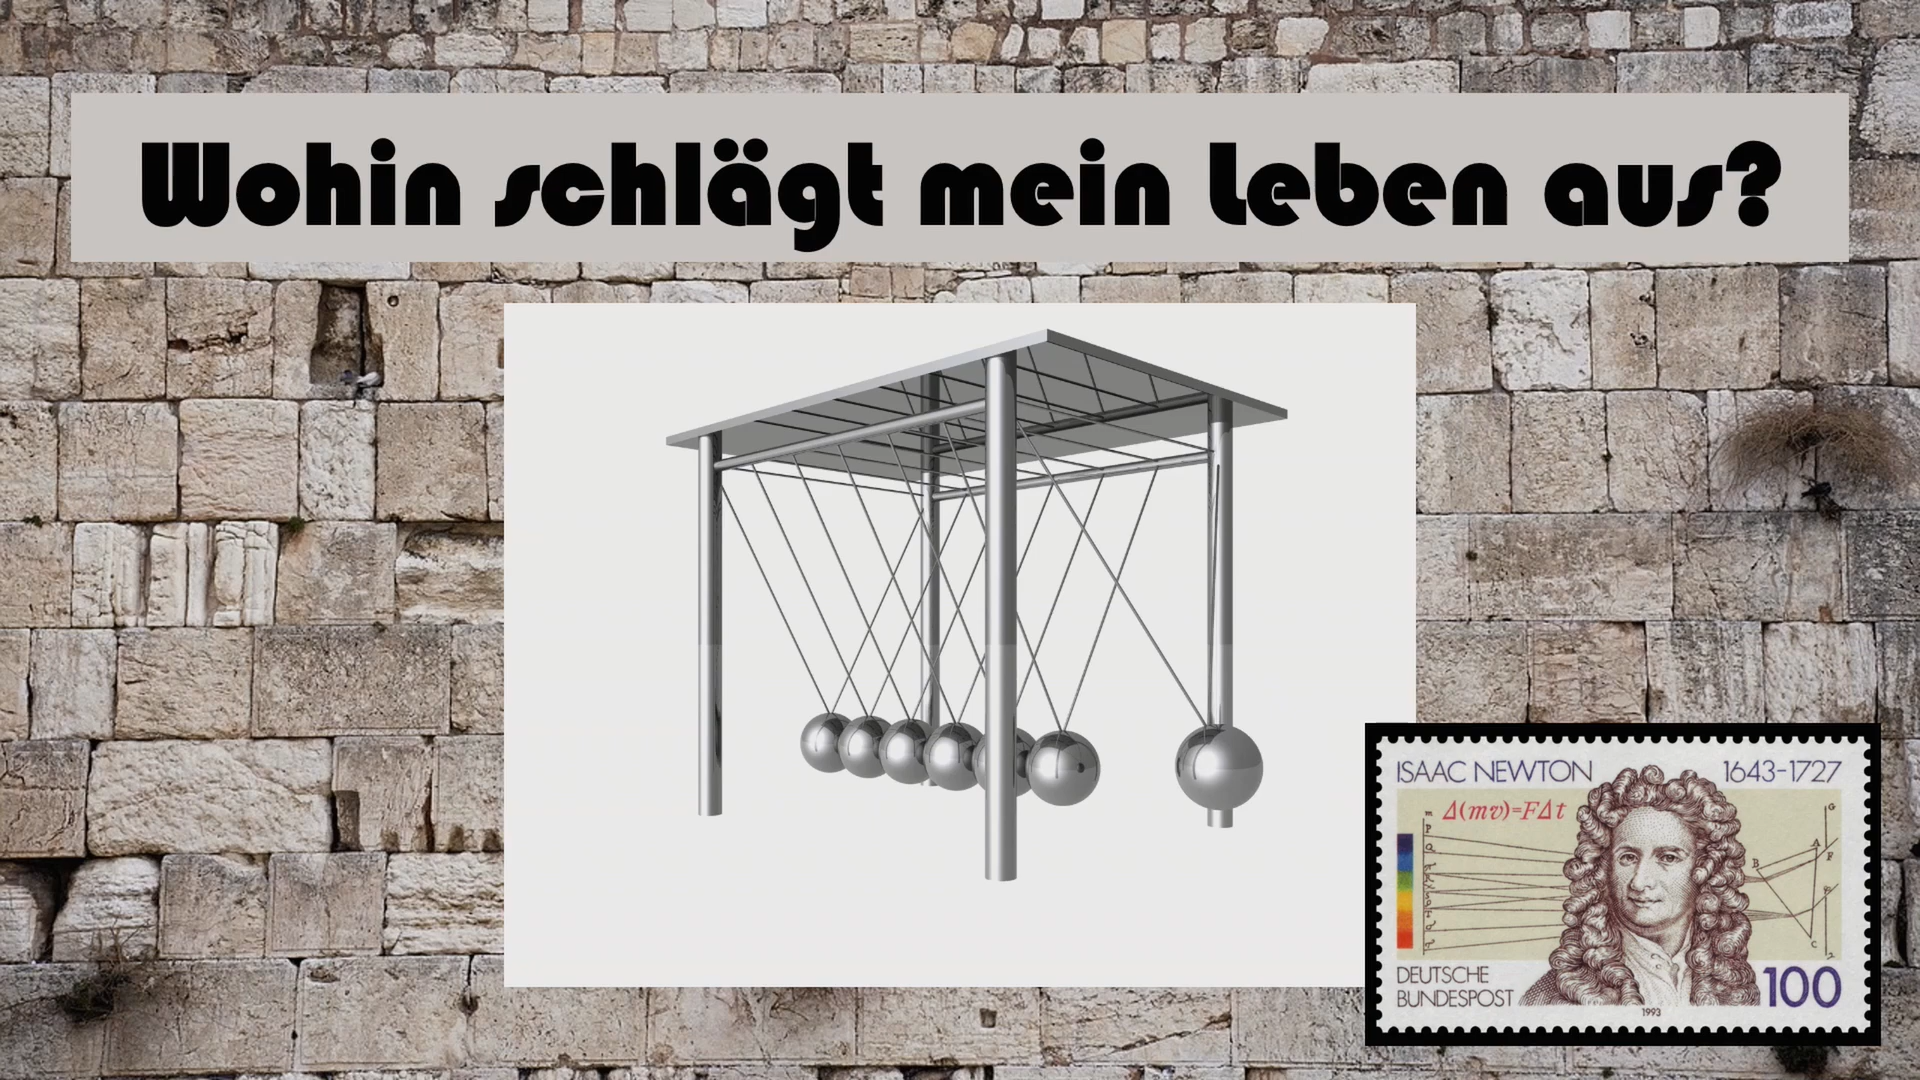 Wohin schlägt mein Leben aus?
ISAAC NEWTON 1643-1727
Δ(mv)=FΔt
DEUTSCHE
BUNDESPOST 100
1993